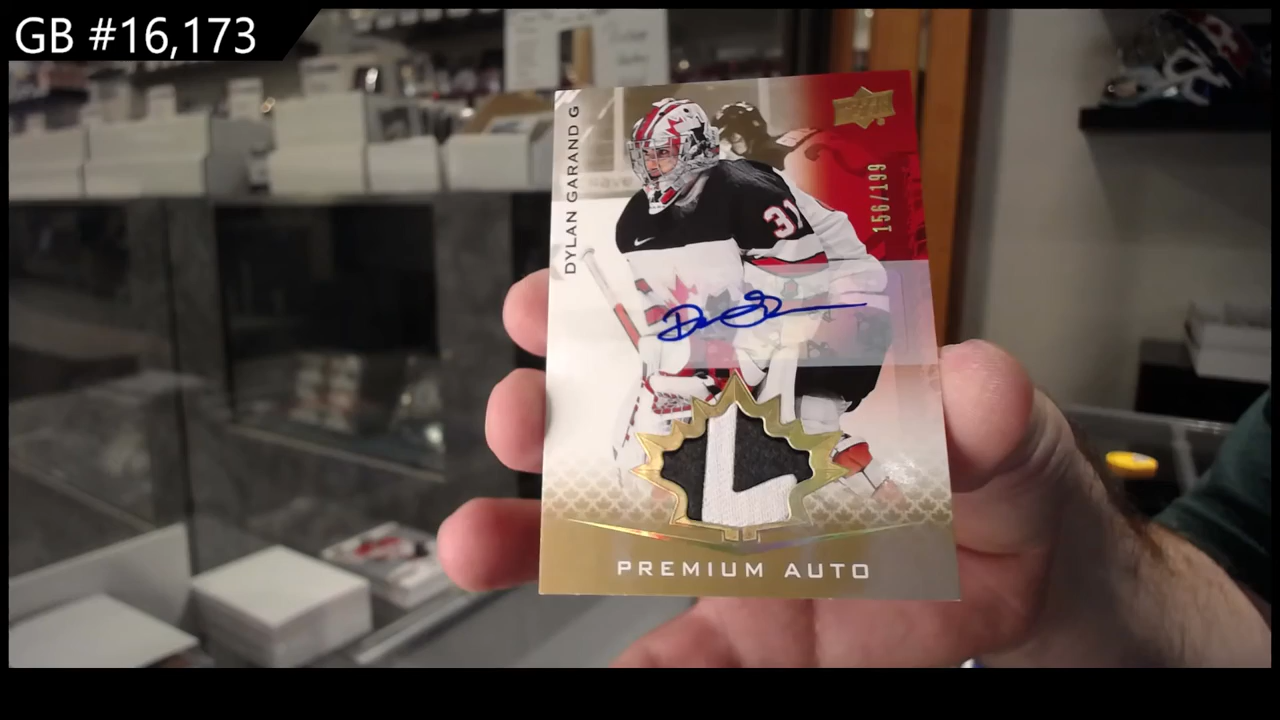 GB #16,173
DYLAN GARAND G
156/199
31
PREMIUM AUTO